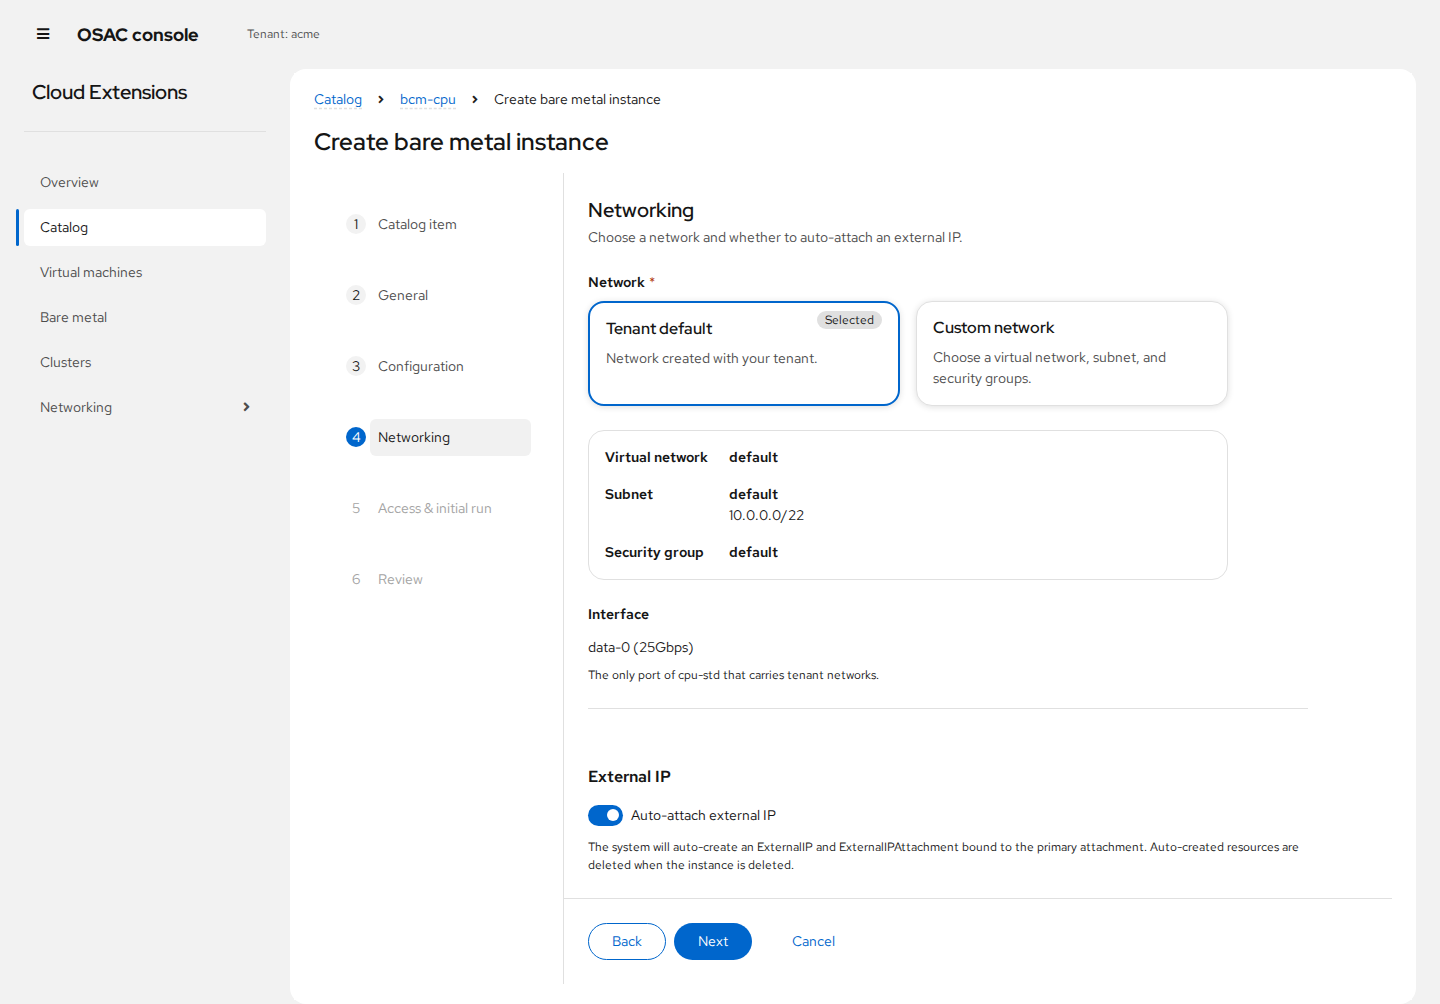 OSAC console
Tenant: acme
Cloud Extensions
Overview
Catalog
Virtual machines
Bare metal
Clusters
Networking
Catalog
bcm-cpu
Create bare metal instance
Create bare metal instance
1 Catalog item
2 General
3 Configuration
4 Networking
5 Access & initial run
6 Review
Networking
Choose a network and whether to auto-attach an external IP.
Network *
Tenant default
Selected
Network created with your tenant.
Custom network
Choose a virtual network, subnet, and
security groups.
Virtual network default
Subnet default
10.0.0.0/22
Security group default
Interface
data-0 (25Gbps)
The only port of cpu-std that carries tenant networks.
External IP
Auto-attach external IP
The system will auto-create an ExternalIP and ExternalIPAttachment bound to the primary attachment. Auto-created resources are
deleted when the instance is deleted.
Back
Next
Cancel